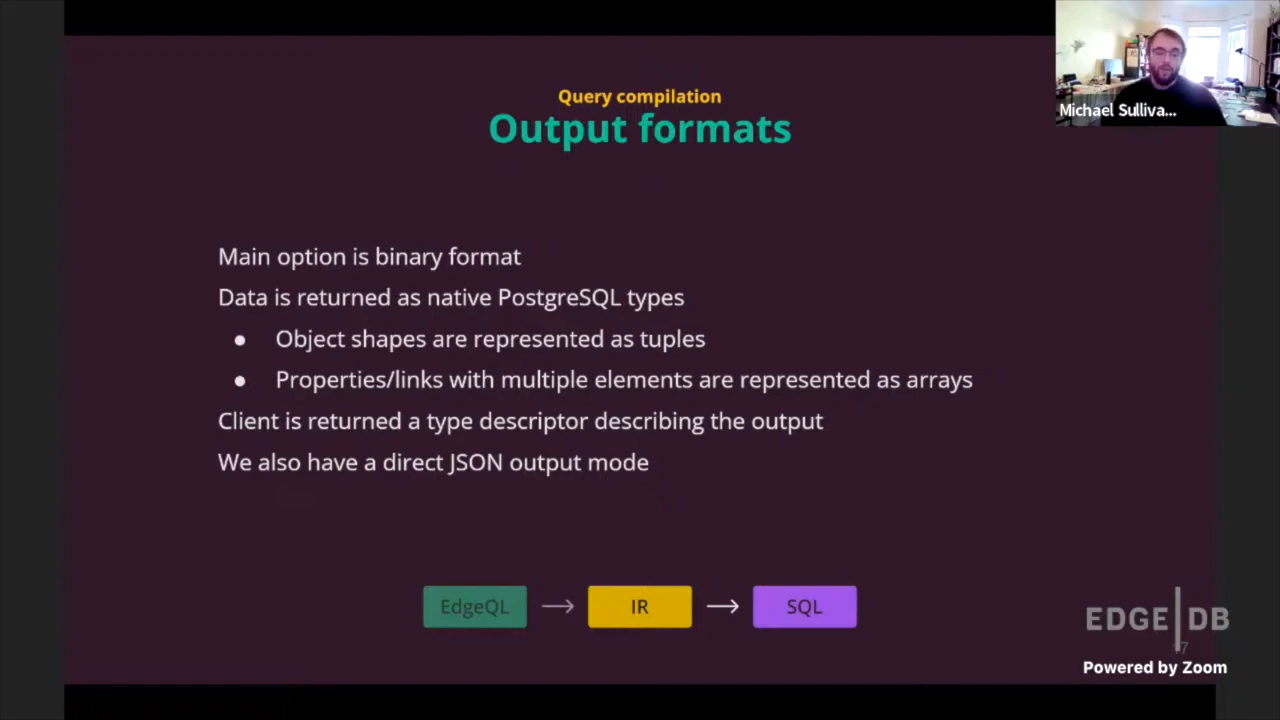 Query compilation
Output formats
Michael Sulliva...
Main option is binary format
Data is returned as native PostgreSQL types
● Object shapes are represented as tuples
● Properties/links with multiple elements are represented as arrays
Client is returned a type descriptor describing the output
We also have a direct JSON output mode
EdgeQL → IR → SQL
EDGE|DB
Powered by Zoom